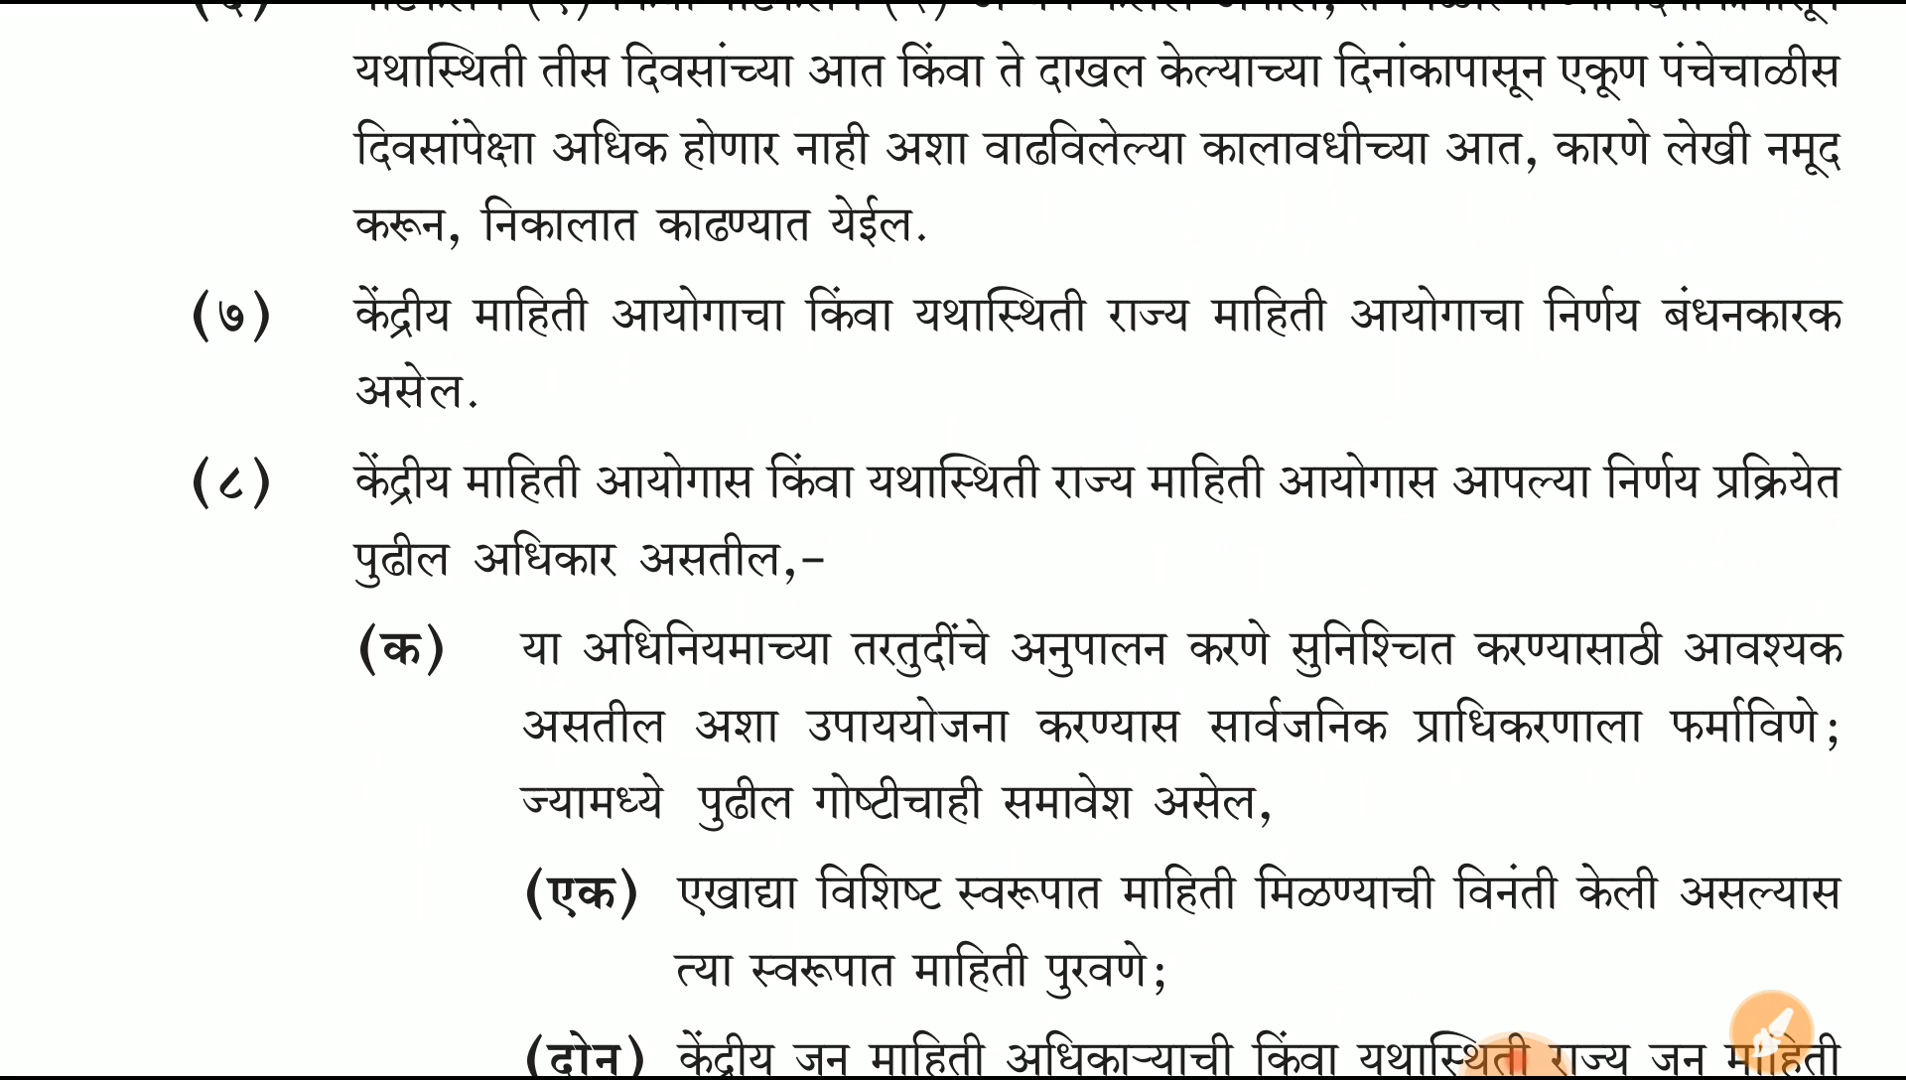 यथास्थिती तीस दिवसांच्या आत किंवा ते दाखल केल्याच्या दिनांकापासून एकूण पंचेचाळीस
दिवसांपेक्षा अधिक होणार नाही अशा वाढविलेल्या कालावधीच्या आत, कारणे लेखी नमूद
करून, निकालात काढण्यात येईल.
(७) केंद्रीय माहिती आयोगाचा किंवा यथास्थिती राज्य माहिती आयोगाचा निर्णय बंधनकारक
असेल.
(८) केंद्रीय माहिती आयोगास किंवा यथास्थिती राज्य माहिती आयोगास आपल्या निर्णय प्रक्रियेत
पुढील अधिकार असतील,-
(क) या अधिनियमाच्या तरतुदींचे अनुपालन करणे सुनिश्चित करण्यासाठी आवश्यक
असतील अशा उपाययोजना करण्यास सार्वजनिक प्राधिकरणाला फर्माविणे;
ज्यामध्ये पुढील गोष्टीचाही समावेश असेल,
(एक) एखाद्या विशिष्ट स्वरूपात माहिती मिळण्याची विनंती केली असल्यास
त्या स्वरूपात माहिती पुरवणे;
(दोन) केंद्रीय जन माहिती अधिकाऱ्याची किंवा यथास्थिती राज्य जन माहिती